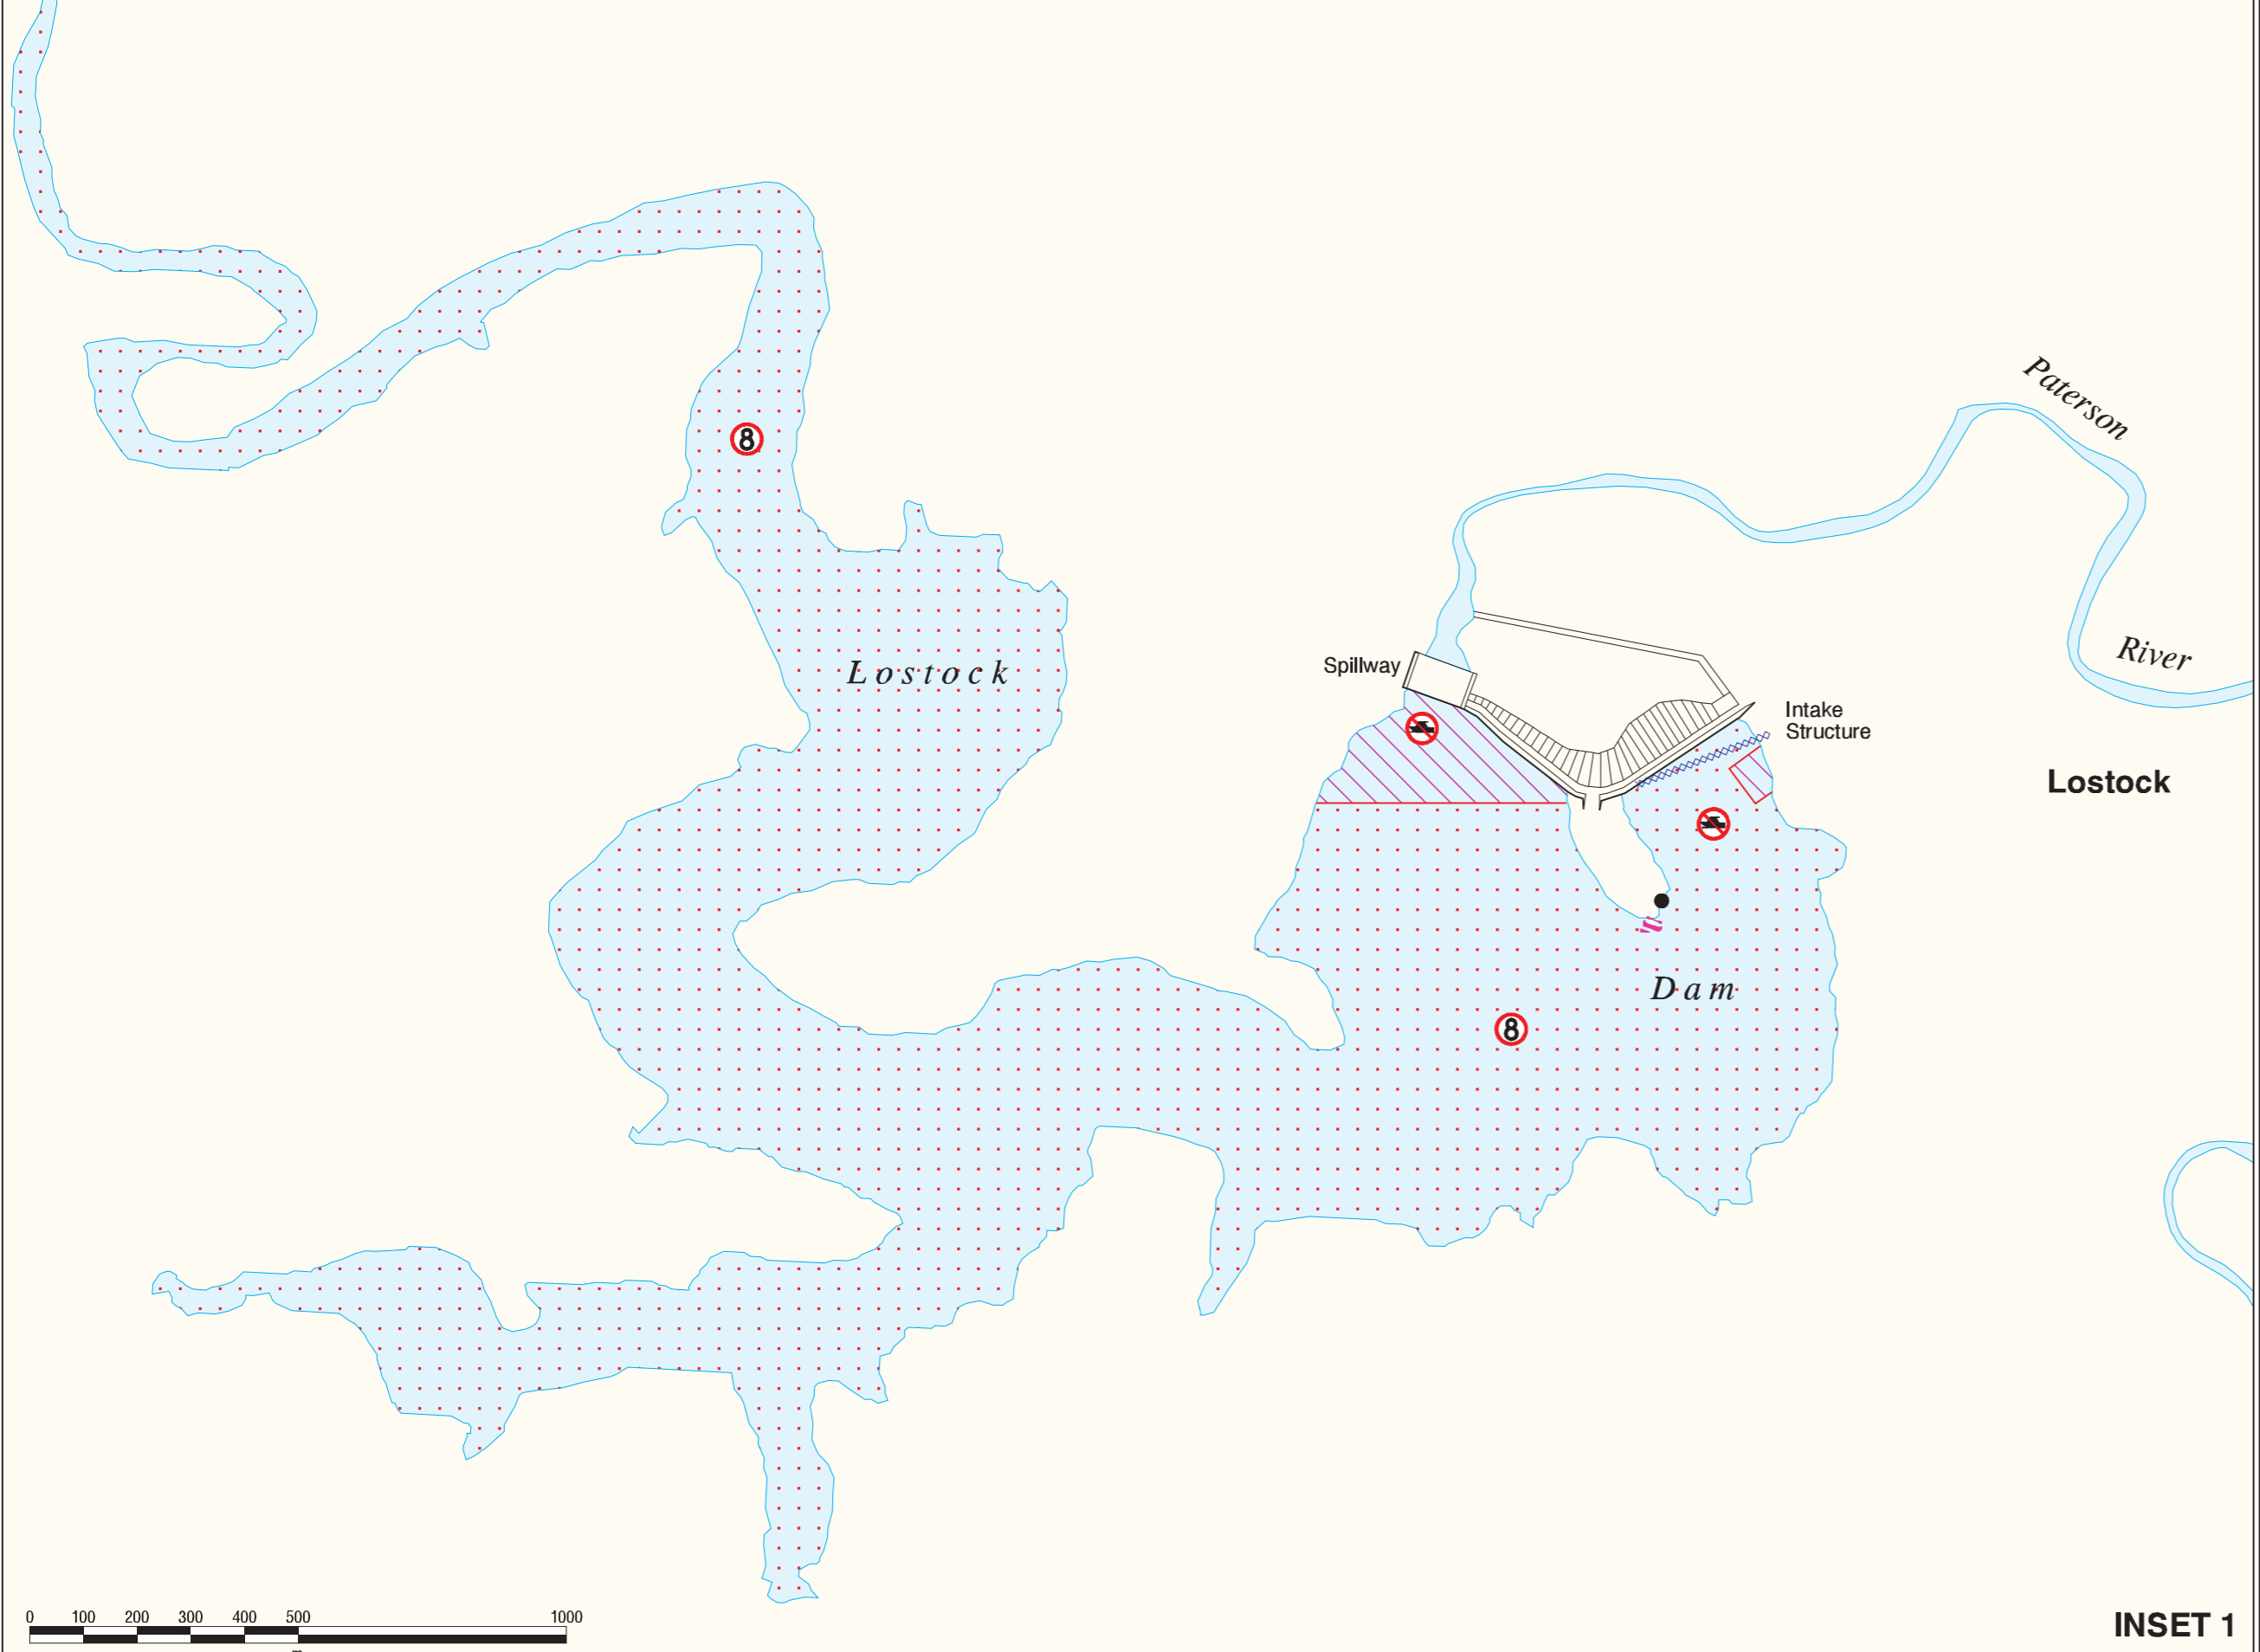 Paterson
River
8
Lostock
Spillway
Intake
Structure
Lostock
Dam
8
0 100 200 300 400 500 1000
m
INSET 1